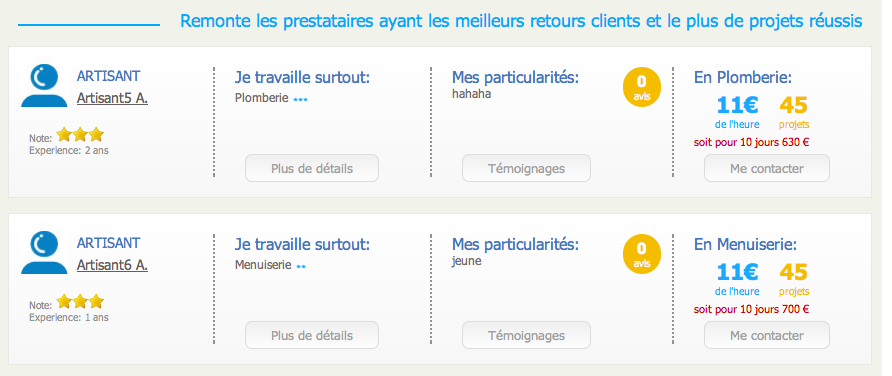 Remonte les prestataires ayant les meilleurs retours clients et le plus de projets réussis
ARTISANT
Artisant5 A.
Note:
Experience: 2 ans
Je travaille surtout:
Plomberie
Plus de détails
Mes particularités:
hahaha
0
avis
Témoignages
En Plomberie:
11€ 45
de l'heure projets
soit pour 10 jours 630 €
Me contacter
ARTISANT
Artisant6 A.
Note:
Experience: 1 ans
Je travaille surtout:
Menuiserie
Plus de détails
Mes particularités:
jeune
0
avis
Témoignages
En Menuiserie:
11€ 45
de l'heure projets
soit pour 10 jours 700 €
Me contacter